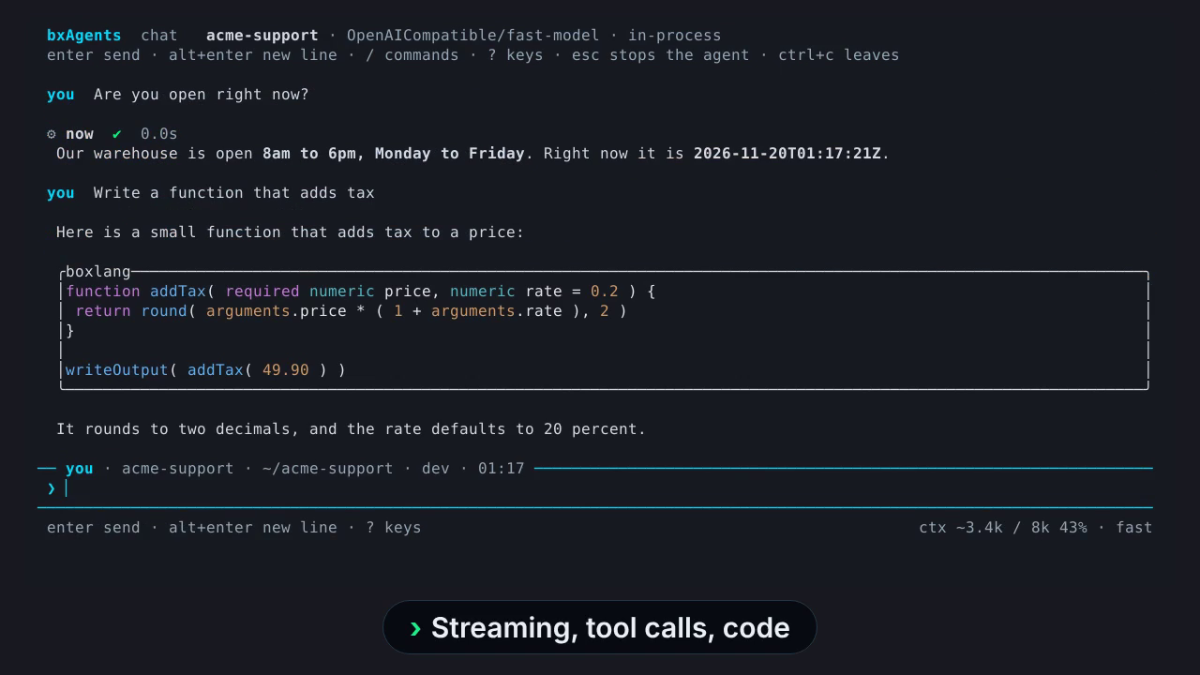 bxAgents chat acme-support · OpenAICompatible/fast-model · in-process
enter send · alt+enter new line · / commands · ? keys · esc stops the agent · ctrl+c leaves
you Are you open right now?
⚙ now ✔ 0.0s
Our warehouse is open 8am to 6pm, Monday to Friday. Right now it is 2026-11-20T01:17:21Z.
you Write a function that adds tax
Here is a small function that adds tax to a price:
boxlang
function addTax( required numeric price, numeric rate = 0.2 ) {
return round( arguments.price * ( 1 + arguments.rate ), 2 )
}
writeOutput( addTax( 49.90 ) )
It rounds to two decimals, and the rate defaults to 20 percent.
you · acme-support · ~/acme-support · dev · 01:17
❯
enter send · alt+enter new line · ? keys ctx ~3.4k / 8k 43% · fast
› Streaming, tool calls, code